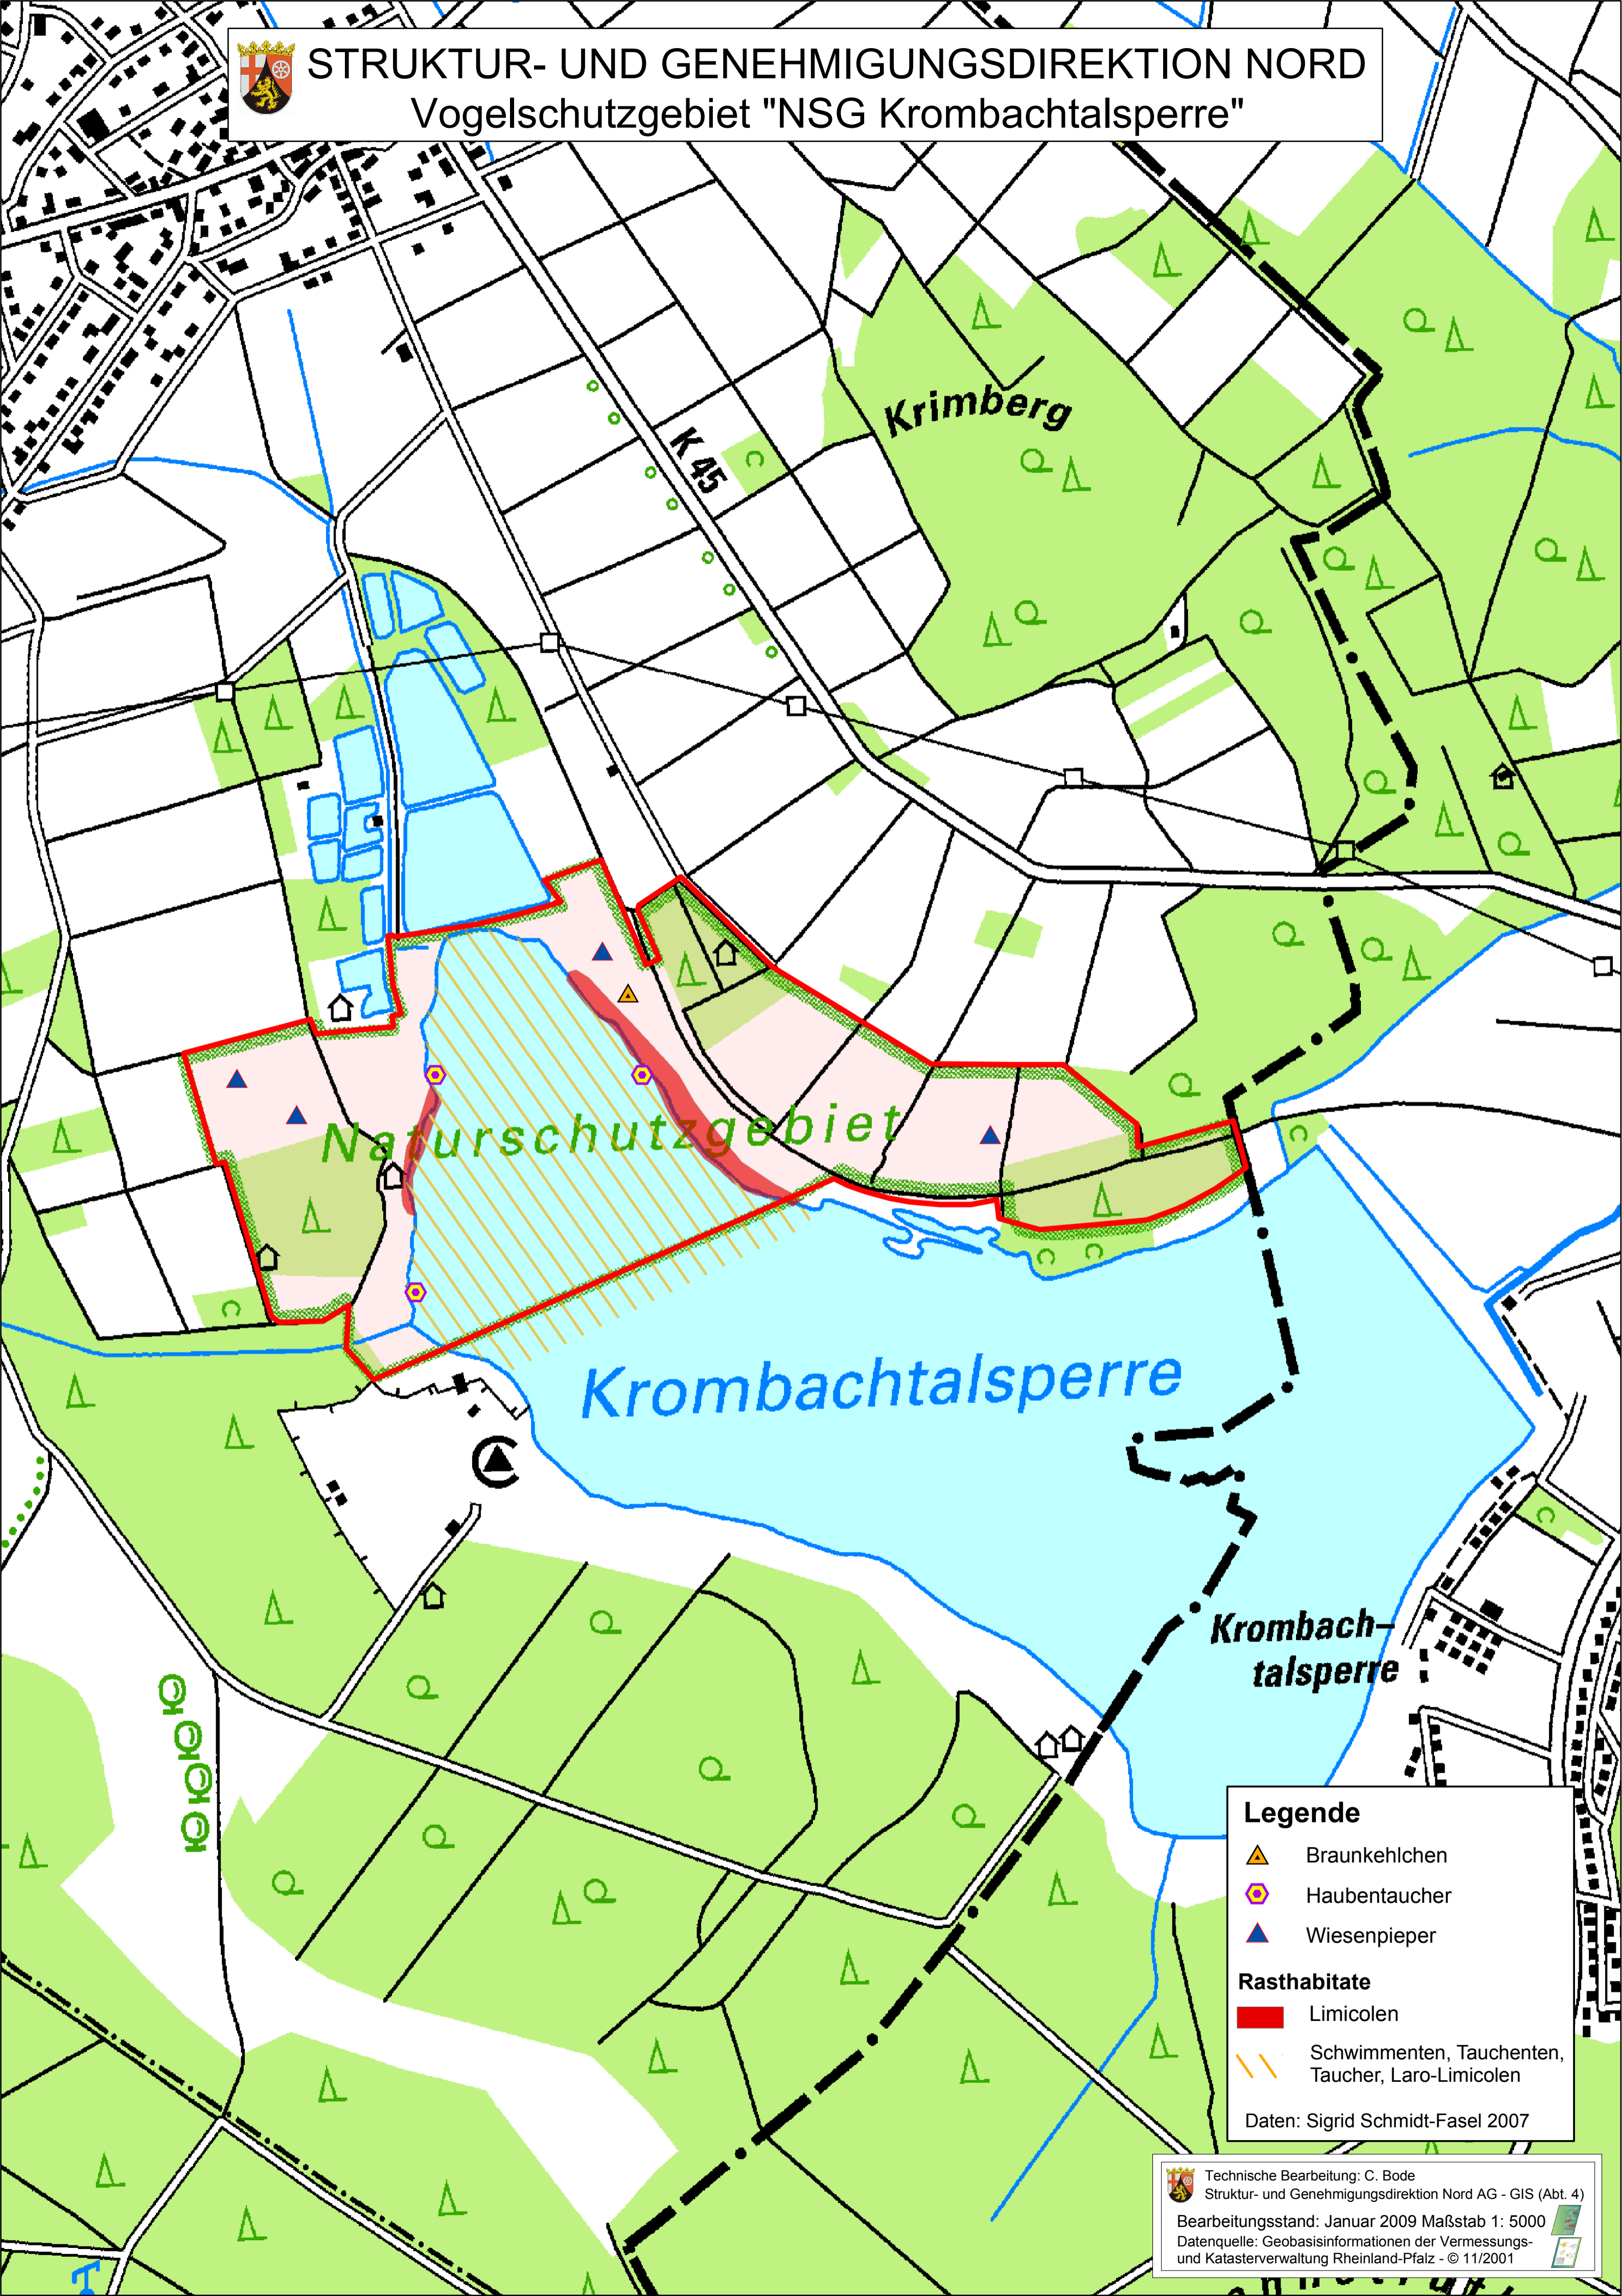 STRUKTUR- UND GENEHMIGUNGSDIREKTION NORD
Vogelschutzgebiet "NSG Krombachtalsperre"
Krimberg
K 45
Naturschutzgebiet
Krombachtalsperre
Krombach-
talsperre
Legende
Braunkehlchen
Haubentaucher
Wiesenpieper
Rasthabitate
Limicolen
Schwimmenten, Tauchenten,
Taucher, Laro-Limicolen
Daten: Sigrid Schmidt-Fasel 2007
Technische Bearbeitung: C. Bode
Struktur- und Genehmigungsdirektion Nord AG - GIS (Abt. 4)
Bearbeitungsstand: Januar 2009 Maßstab 1: 5000
Datenquelle: Geobasisinformationen der Vermessungs-
und Katasterverwaltung Rheinland-Pfalz - © 11/2001